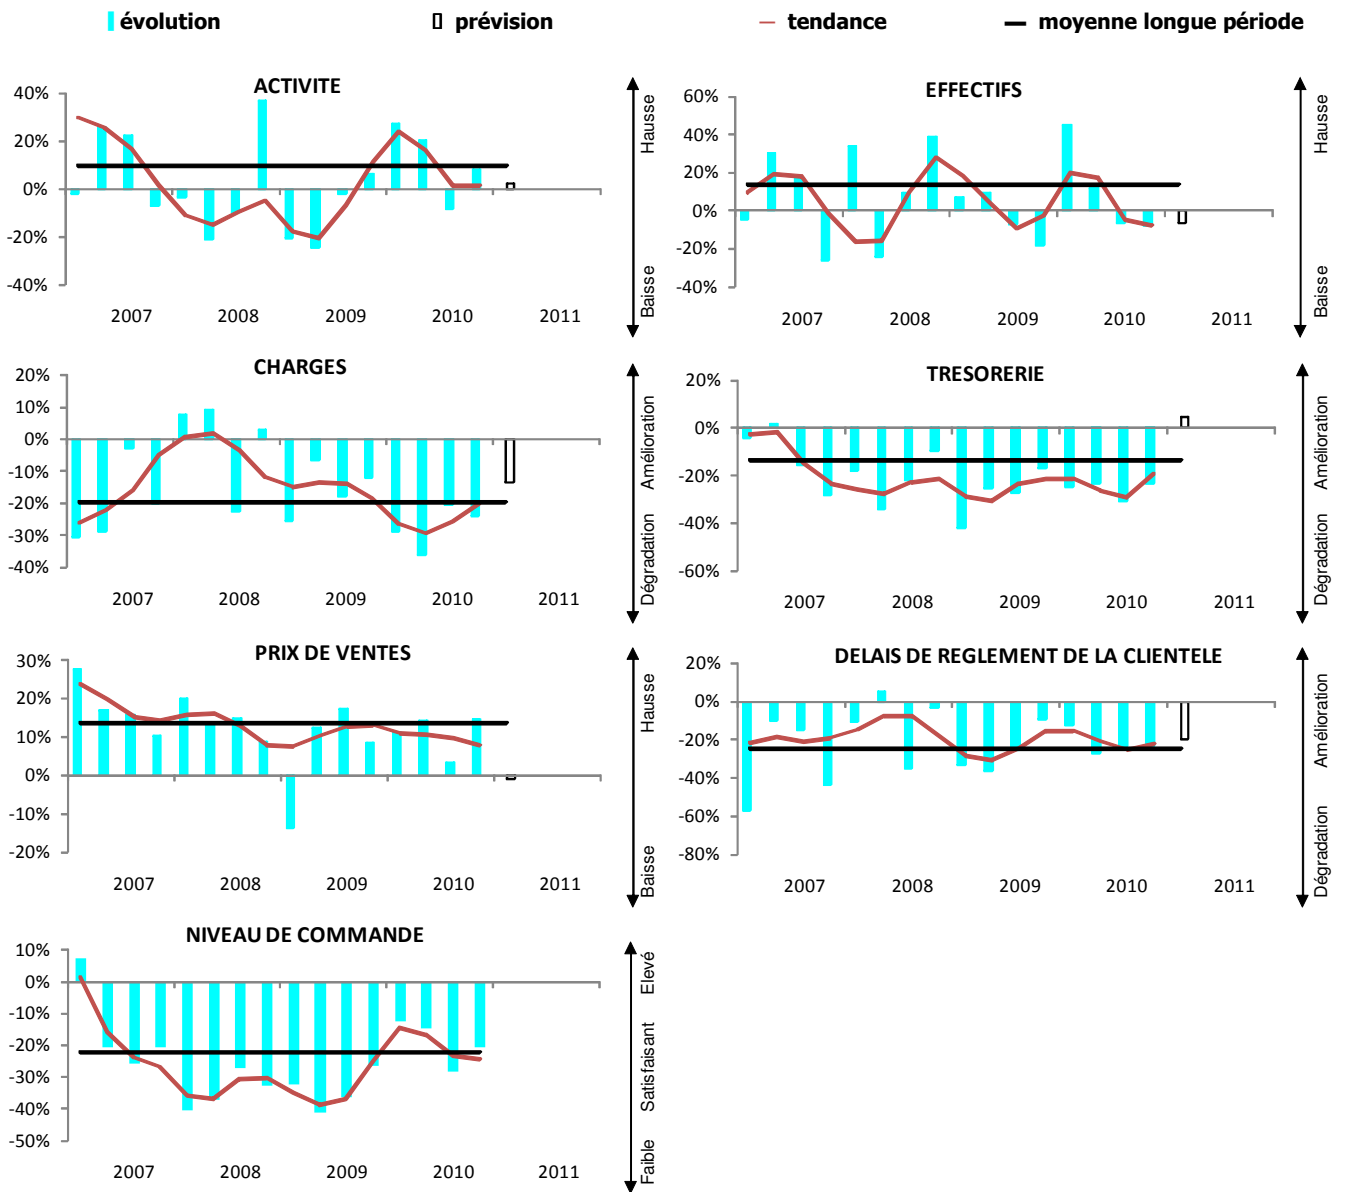 évolution prévision tendance moyenne longue période
ACTIVITE
40%
20%
0%
-20%
-40%
2007 2008 2009 2010 2011
Hausse
Baisse
EFFECTIFS
60%
40%
20%
0%
-20%
-40%
2007 2008 2009 2010 2011
Hausse
Baisse
CHARGES
20%
10%
0%
-10%
-20%
-30%
-40%
2007 2008 2009 2010 2011
Amélioration
Dégradation
TRESORERIE
20%
0%
-20%
-40%
-60%
2007 2008 2009 2010 2011
Amélioration
Dégradation
PRIX DE VENTES
30%
20%
10%
0%
-10%
-20%
2007 2008 2009 2010 2011
Hausse
Baisse
DELAIS DE REGLEMENT DE LA CLIENTELE
20%
0%
-20%
-40%
-60%
-80%
2007 2008 2009 2010 2011
Amélioration
Dégradation
NIVEAU DE COMMANDE
10%
0%
-10%
-20%
-30%
-40%
-50%
2007 2008 2009 2010 2011
Elevé
Satisfaisant
Faible